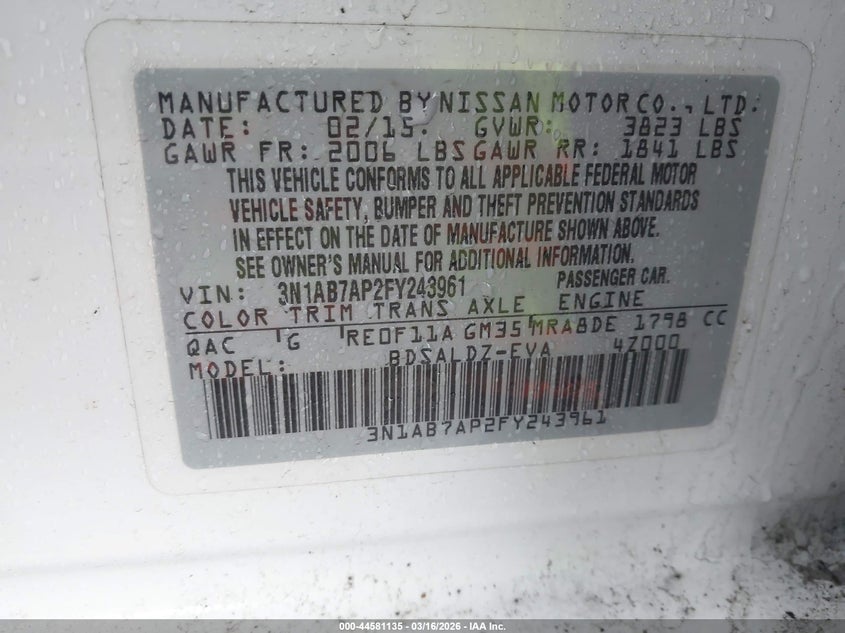 MANUFACTURED BY NISSAN MOTOR CO., LTD.
DATE: 02/15. GVWR: 3823 LBS
GAWR FR: 2006 LBS GAWR RR: 1841 LBS
THIS VEHICLE CONFORMS TO ALL APPLICABLE FEDERAL MOTOR
VEHICLE SAFETY, BUMPER AND THEFT PREVENTION STANDARDS
IN EFFECT ON THE DATE OF MANUFACTURE SHOWN ABOVE.
SEE OWNER'S MANUAL FOR ADDITIONAL INFORMATION.
VIN: 3N1AB7AP2FY243961 PASSENGER CAR.
COLOR TRIM TRANS AXLE ENGINE
QAC G RE0F11A GM35 MRA8DE 1798 CC
MODEL: BDSALDZ-EVA 4Z000
3N1AB7AP2FY243961
000-44581135 - 03/16/2026 - IAA Inc.